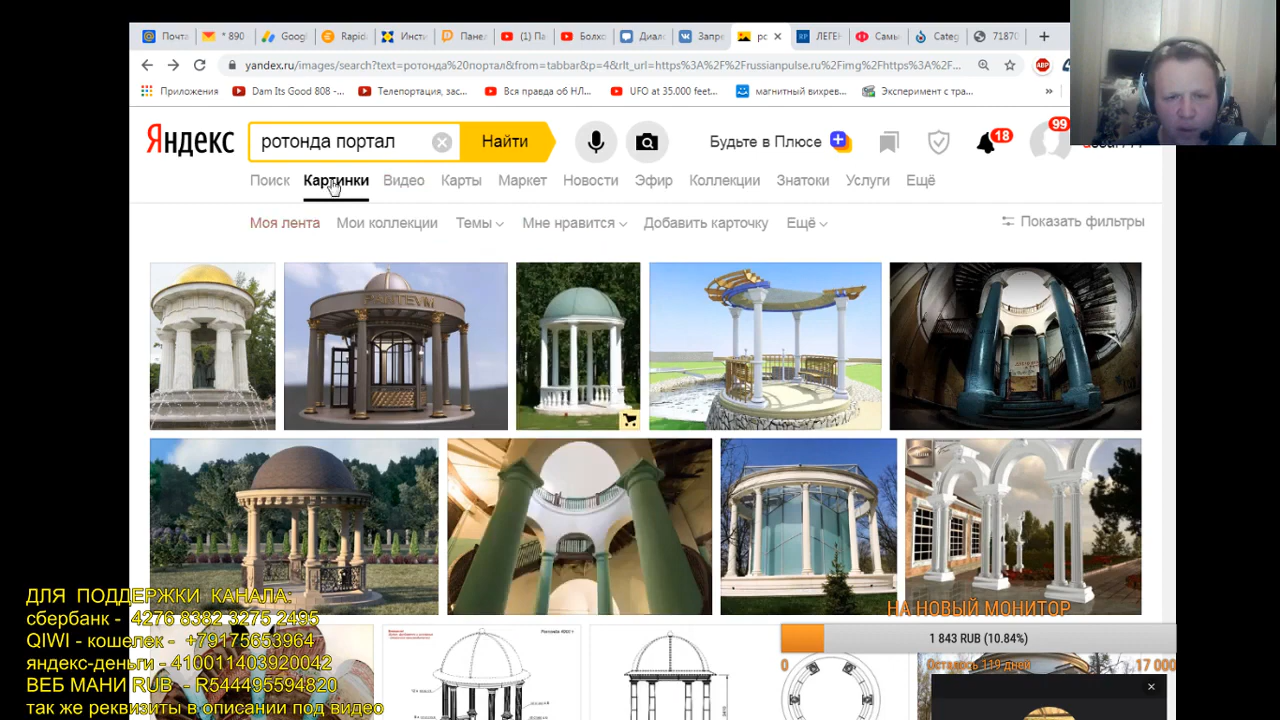 Почта
* 890
Googl
Rapid
Инсти
Панел
(1) Па
Болхо
Диало
Запре
рс
ЛЕГЕН
Самы
Categ
71870
yandex.ru/images/search?text=ротонда%20портал&from=tabbar&p=4&rlt_url=https%3A%2F%2Frussianpulse.ru%2Fimg%2Fhttps%3A%2F...
ABP
Приложения
Dam Its Good 808 -...
Телепортация, зас...
Вся правда об НЛ...
UFO at 35.000 feet...
магнитный вихрев...
Эксперимент с тра...
»
Яндекс
ротонда портал
Найти
Будьте в Плюсе
18
99
Поиск Картинки Видео Карты Маркет Новости Эфир Коллекции Знатоки Услуги Ещё
Моя лента Мои коллекции Темы Мне нравится Добавить карточку Ещё Показать фильтры
PANTEVM
ДЛЯ ПОДДЕРЖКИ КАНАЛА:
сбербанк - 4276 8382 3275 2495
QIWI - кошелек - +79175653964
яндекс-деньги - 410011403920042
ВЕБ МАНИ RUB - R544495594820
так же реквизиты в описании под видео
НА НОВЫЙ МОНИТОР
1 843 RUB (10.84%)
0
Осталось 119 дней
17 000